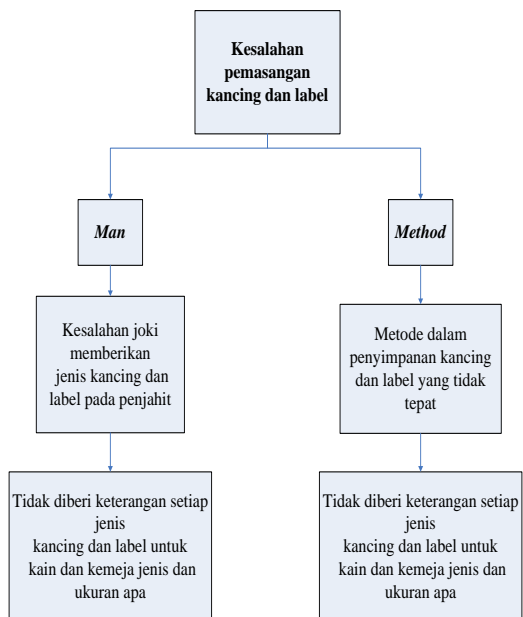 Kesalahan
pemasangan
kancing dan label
Man
Method
Kesalahan joki
memberikan
jenis kancing dan
label pada penjahit
Metode dalam
penyimpanan kancing
dan label yang tidak
tepat
Tidak diberi keterangan setiap
jenis
kancing dan label untuk
kain dan kemeja jenis dan
ukuran apa
Tidak diberi keterangan setiap
jenis
kancing dan label untuk
kain dan kemeja jenis dan
ukuran apa